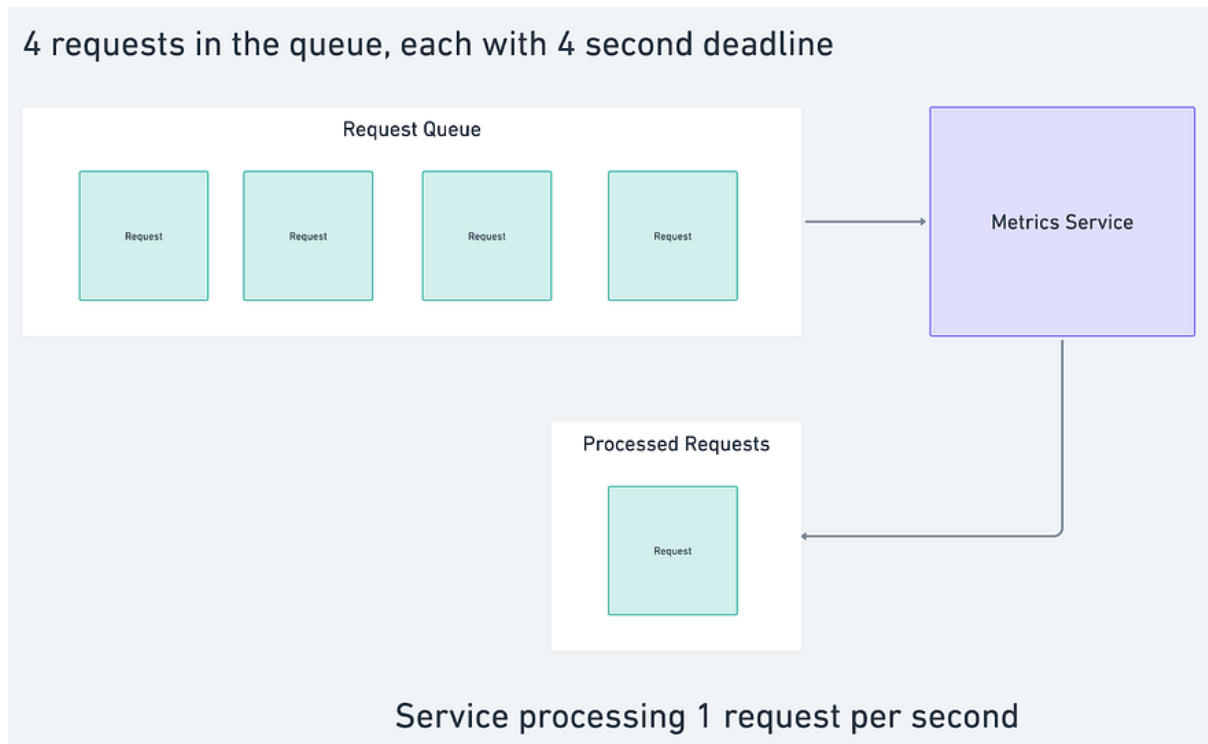 4 requests in the queue, each with 4 second deadline
Request Queue
Request
Request
Request
Request
Metrics Service
Processed Requests
Request
Service processing 1 request per second